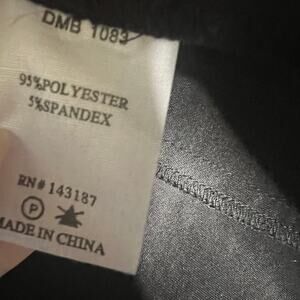 DMB 1083
95%POLYESTER
5%SPANDEX
RN# 143187
P
MADE IN CHINA